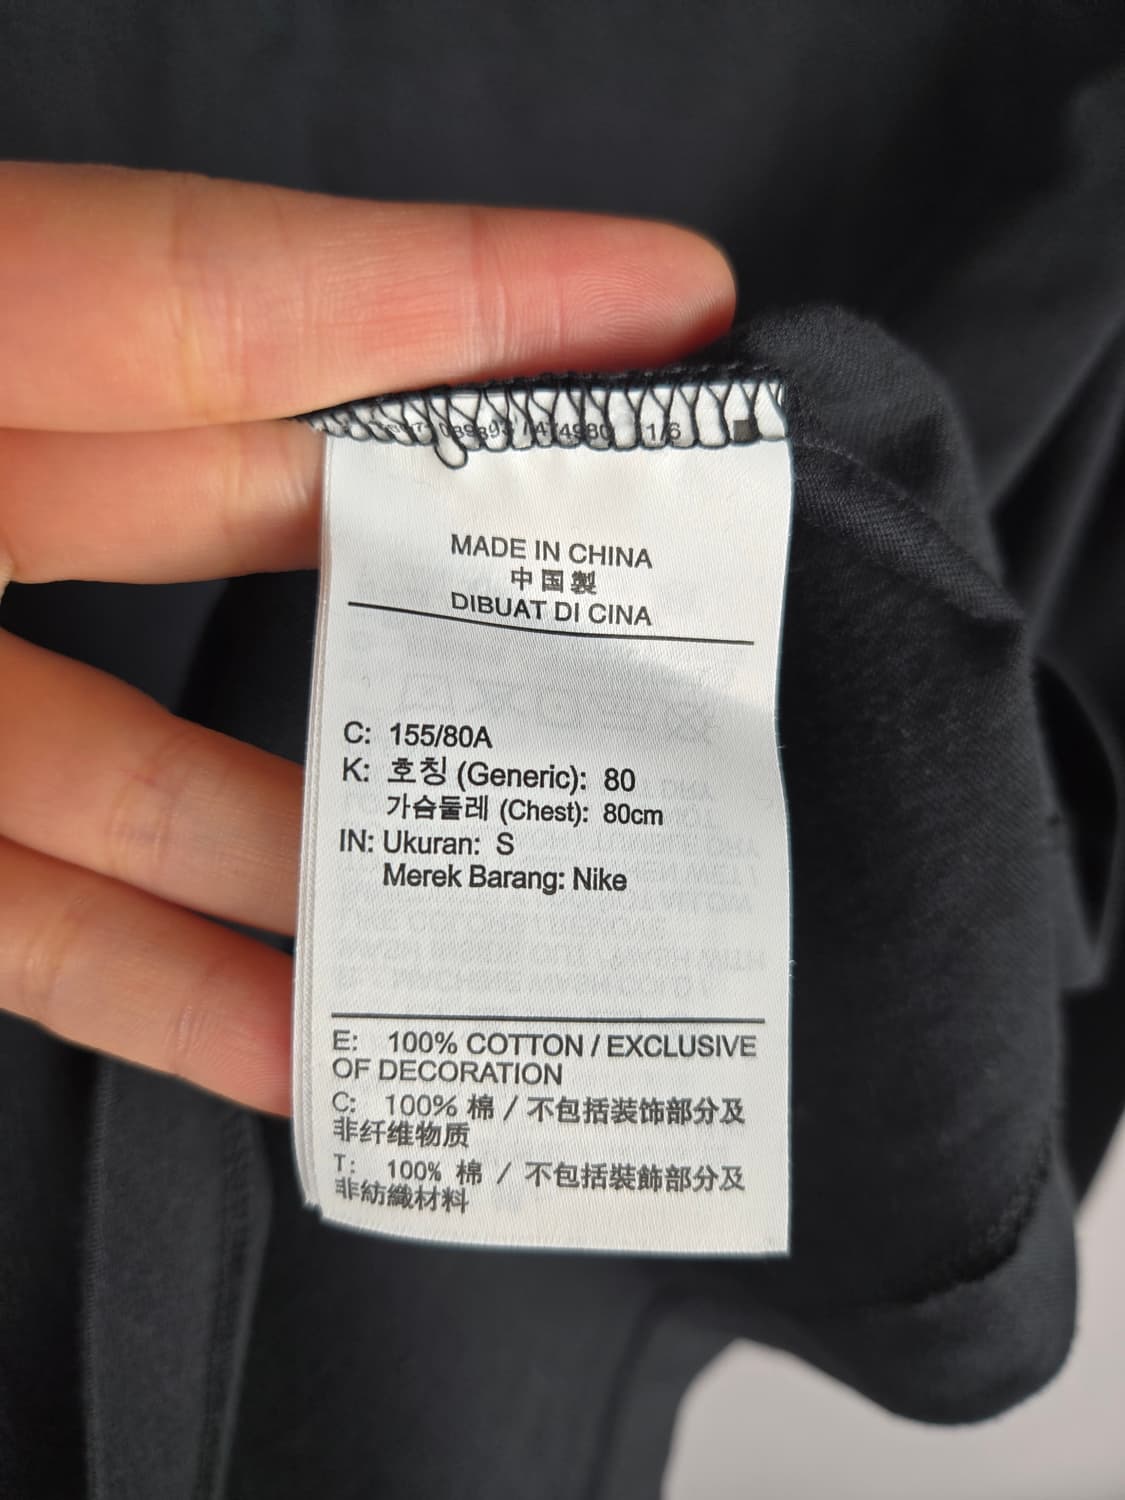 474980 1/6
MADE IN CHINA
中国製
DIBUAT DI CINA
C: 155/80A
K: 호칭 (Generic): 80
가슴둘레 (Chest): 80cm
IN: Ukuran: S
Merek Barang: Nike
E: 100% COTTON / EXCLUSIVE
OF DECORATION
C: 100% 棉 / 不包括装饰部分及
非纤维物质
T: 100% 棉 / 不包括裝飾部分及
非紡織材料